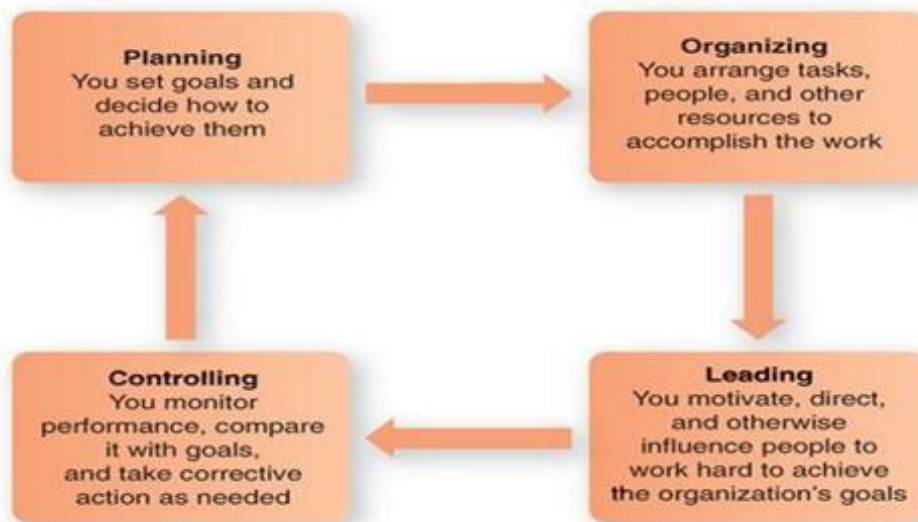 Planning
You set goals and
decide how to
achieve them
Organizing
You arrange tasks,
people, and other
resources to
accomplish the work
Leading
You motivate, direct,
and otherwise
influence people to
work hard to achieve
the organization's goals
Controlling
You monitor
performance, compare
it with goals,
and take corrective
action as needed